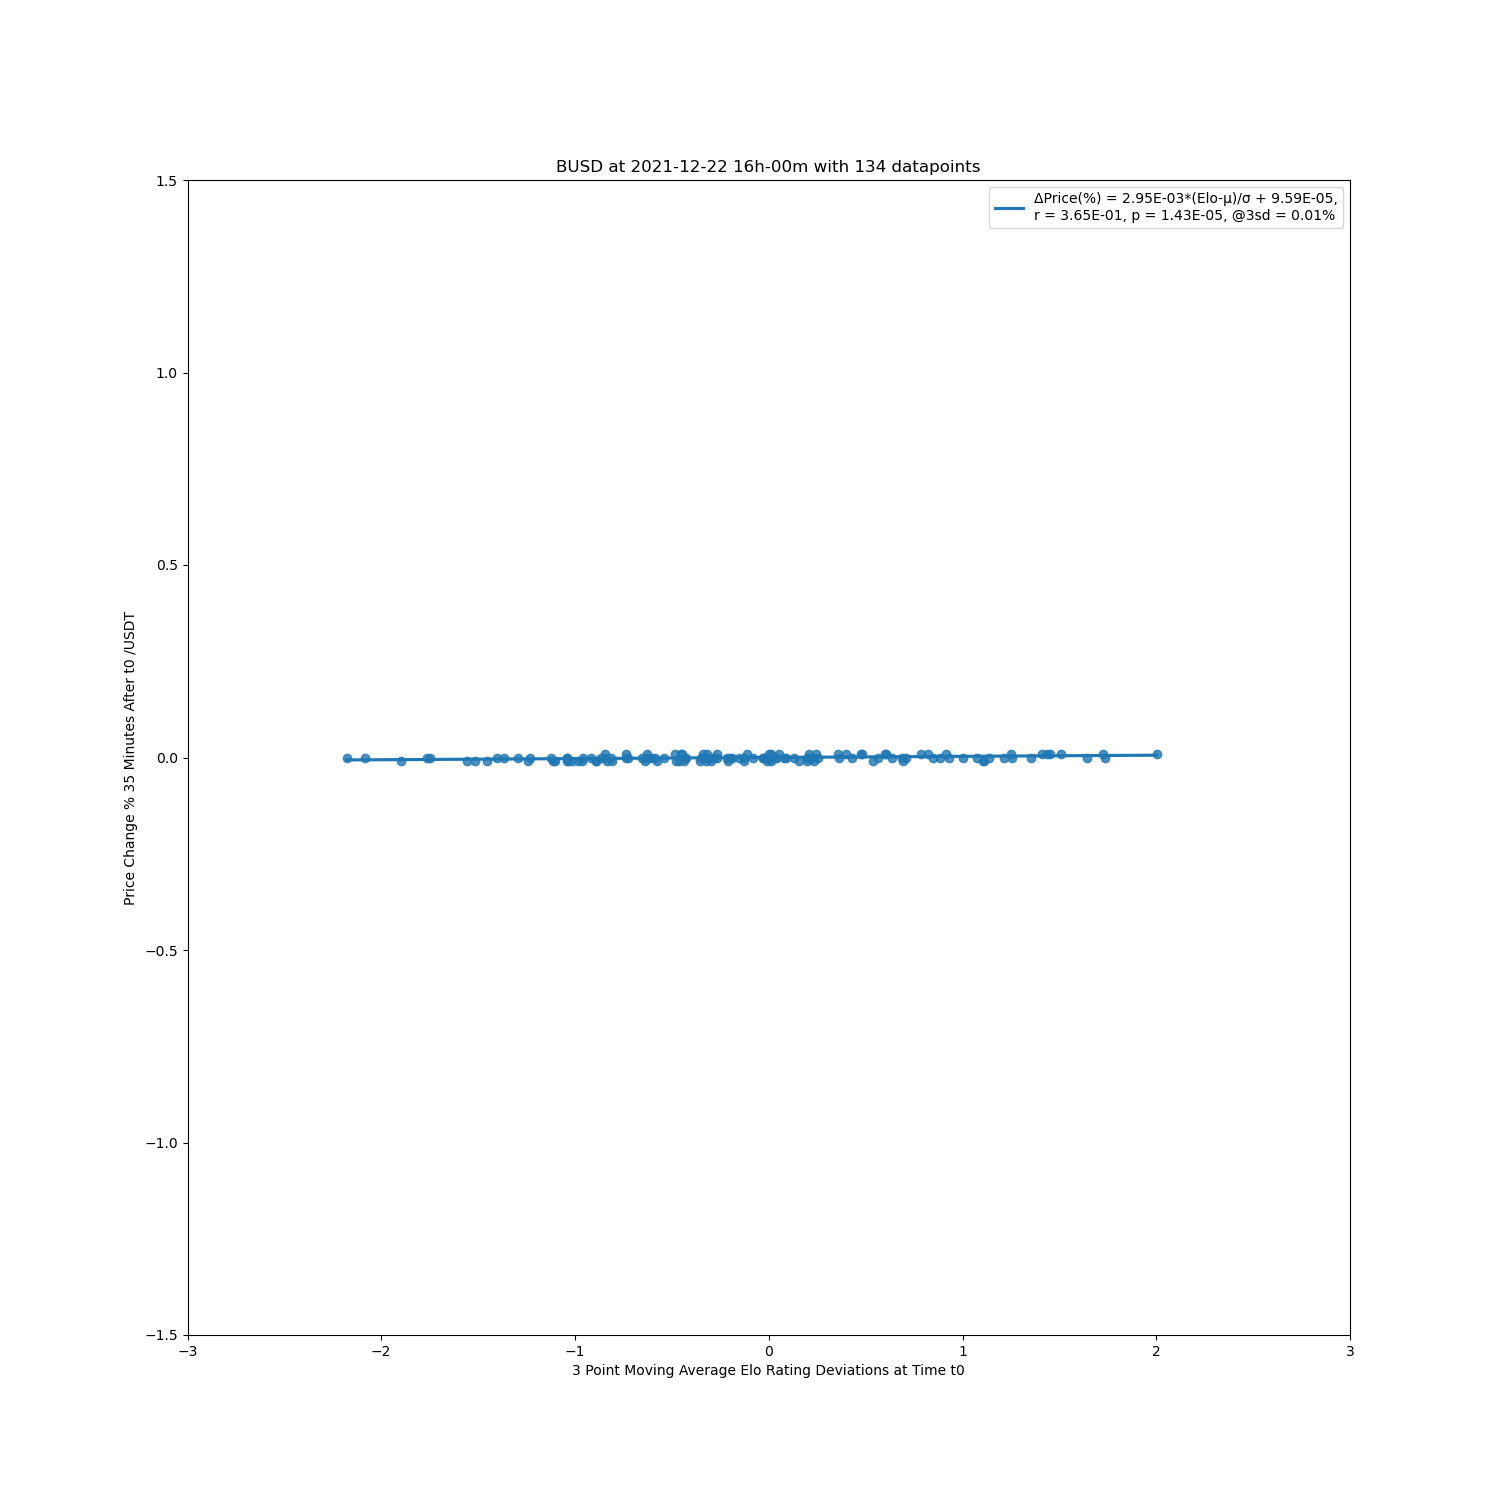 BUSD at 2021-12-22 16h-00m with 134 datapoints
1.5
ΔPrice(%) = 2.95E-03*(Elo-μ)/σ + 9.59E-05,
r = 3.65E-01, p = 1.43E-05, @3sd = 0.01%
1.0
0.5
0.0
−0.5
−1.0
−1.5
Price Change % 35 Minutes After t0 /USDT
−3 −2 −1 0 1 2 3
3 Point Moving Average Elo Rating Deviations at Time t0